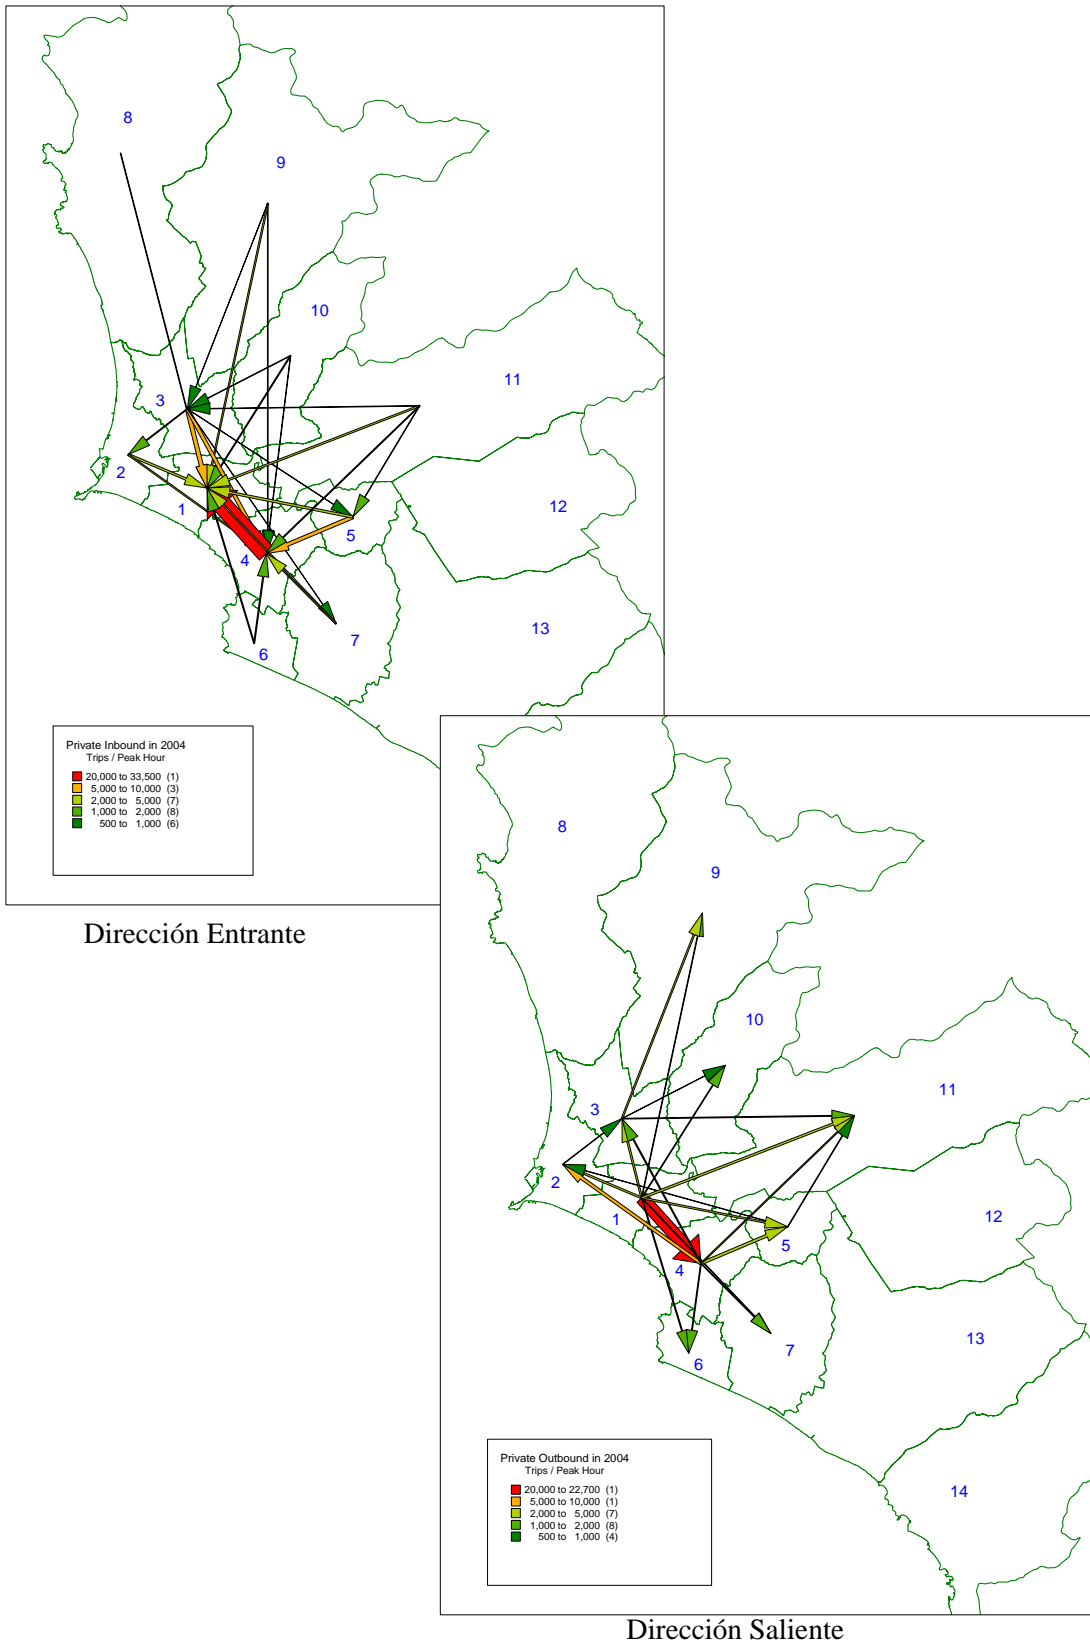 8
9
10
11
3
2
12
1
5
4
13
7
6
Private Inbound in 2004
Trips / Peak Hour
20,000 to 33,500 (1)
5,000 to 10,000 (3)
2,000 to 5,000 (7)
1,000 to 2,000 (8)
500 to 1,000 (6)
Dirección Entrante
8
9
10
11
3
2
12
1
5
4
13
7
6
14
Private Outbound in 2004
Trips / Peak Hour
20,000 to 22,700 (1)
5,000 to 10,000 (1)
2,000 to 5,000 (7)
1,000 to 2,000 (8)
500 to 1,000 (4)
Dirección Saliente